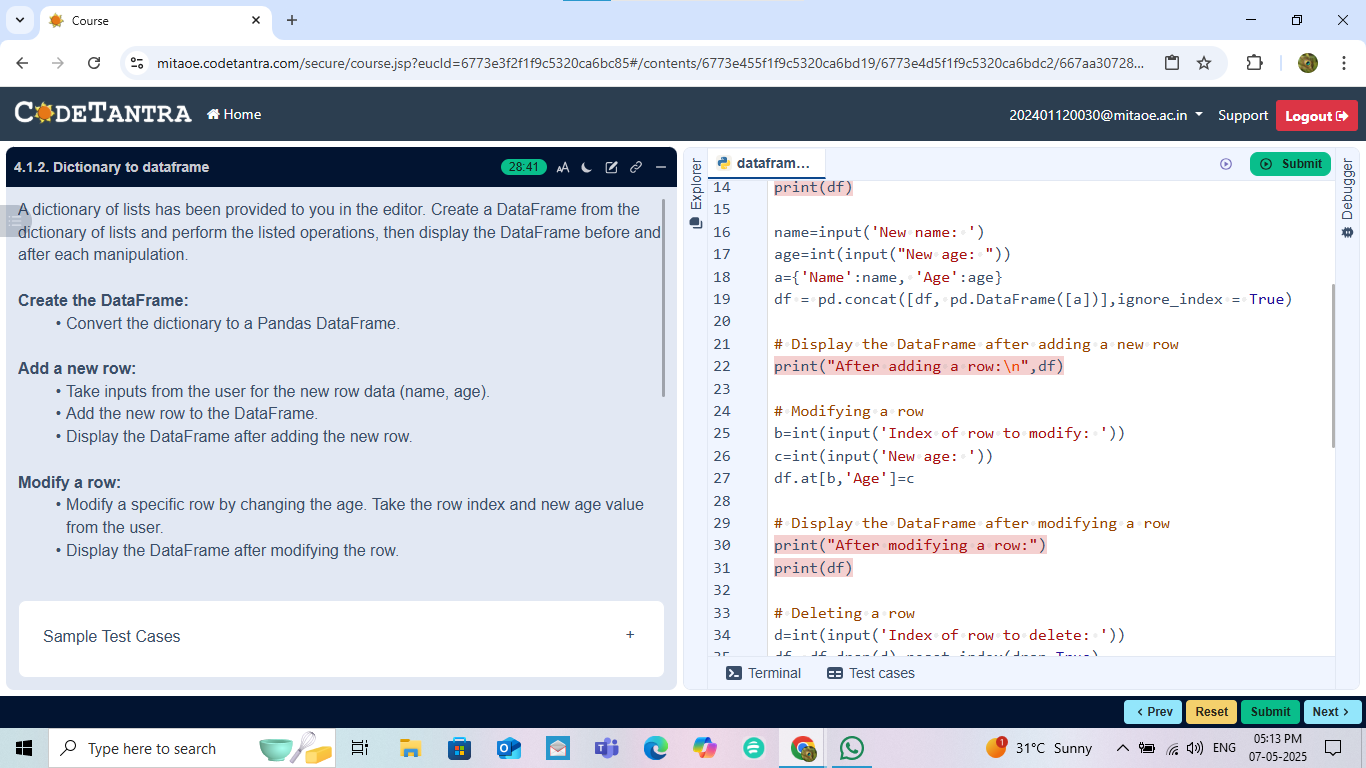 Course
mitaoe.codetantra.com/secure/course.jsp?eucId=6773e3f2f1f9c5320ca6bc85#/contents/6773e455f1f9c5320ca6bd19/6773e4d5f1f9c5320ca6bdc2/667aa30728...
CODETANTRA
Home
202401120030@mitaoe.ac.in
Support
Logout
4.1.2. Dictionary to dataframe
28:41
AA
A dictionary of lists has been provided to you in the editor. Create a DataFrame from the
dictionary of lists and perform the listed operations, then display the DataFrame before and
after each manipulation.
Create the DataFrame:
• Convert the dictionary to a Pandas DataFrame.
Add a new row:
• Take inputs from the user for the new row data (name, age).
• Add the new row to the DataFrame.
• Display the DataFrame after adding the new row.
Modify a row:
• Modify a specific row by changing the age. Take the row index and new age value
from the user.
• Display the DataFrame after modifying the row.
Sample Test Cases +
Explorer
datafram...
Submit
Debugger
14 print(df)
15
16 name=input('New name: ')
17 age=int(input("New age: "))
18 a={'Name':name, 'Age':age}
19 df = pd.concat([df, pd.DataFrame([a])],ignore_index = True)
20
21 # Display the DataFrame after adding a new row
22 print("After adding a row:\n",df)
23
24 # Modifying a row
25 b=int(input('Index of row to modify: '))
26 c=int(input('New age: '))
27 df.at[b,'Age']=c
28
29 # Display the DataFrame after modifying a row
30 print("After modifying a row:")
31 print(df)
32
33 # Deleting a row
34 d=int(input('Index of row to delete: '))
Terminal
Test cases
< Prev
Reset
Submit
Next >
Type here to search
1
31°C Sunny
ENG
05:13 PM
07-05-2025